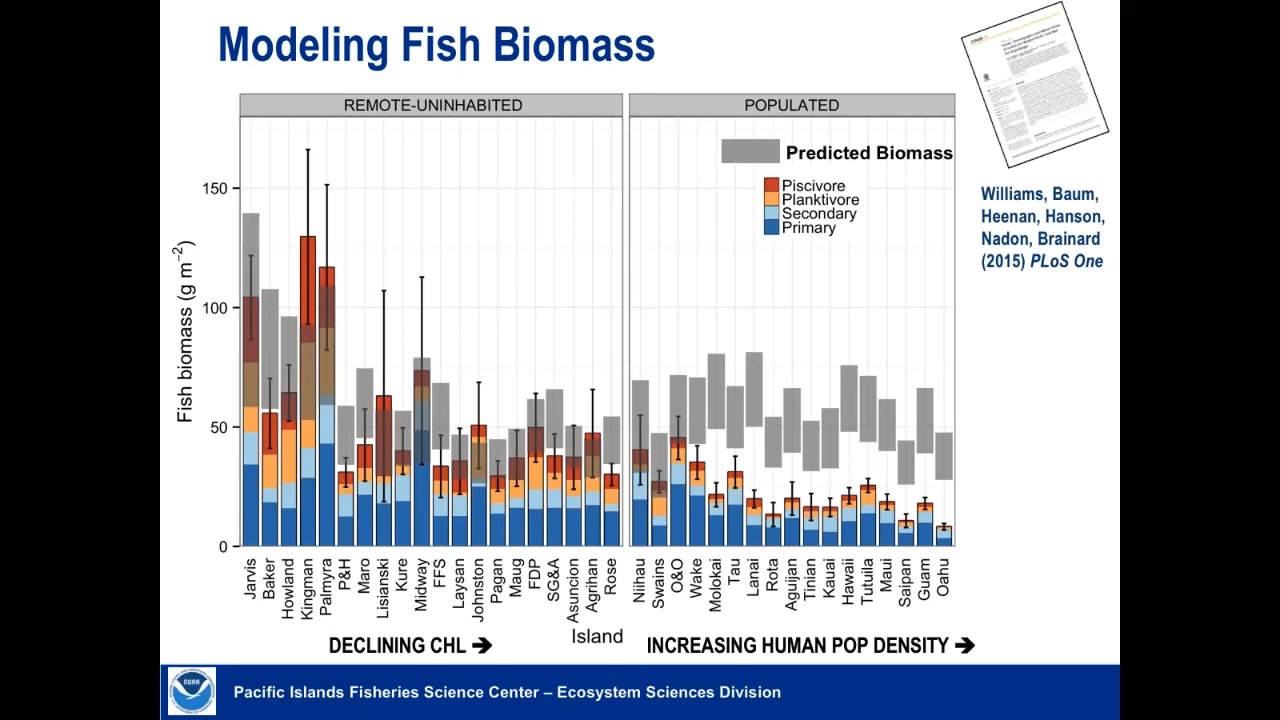 Modeling Fish Biomass
REMOTE-UNINHABITED
POPULATED
Predicted Biomass
Piscivore
Planktivore
Secondary
Primary
Williams, Baum,
Heenan, Hanson,
Nadon, Brainard
(2015) PLoS One
Fish biomass (g m⁻²)
150
100
50
0
Jarvis
Baker
Howland
Kingman
Palmyra
P&H
Maro
Lisianski
Kure
Midway
FFS
Laysan
Johnston
Pagan
Maug
FDP
SG&A
Asuncion
Agrihan
Rose
Niihau
Swains
O&O
Wake
Molokai
Tau
Lanai
Rota
Aguijan
Tinian
Kauai
Hawaii
Tutuila
Maui
Saipan
Guam
Oahu
Island
DECLINING CHL ➔
INCREASING HUMAN POP DENSITY ➔
NOAA
Pacific Islands Fisheries Science Center – Ecosystem Sciences Division